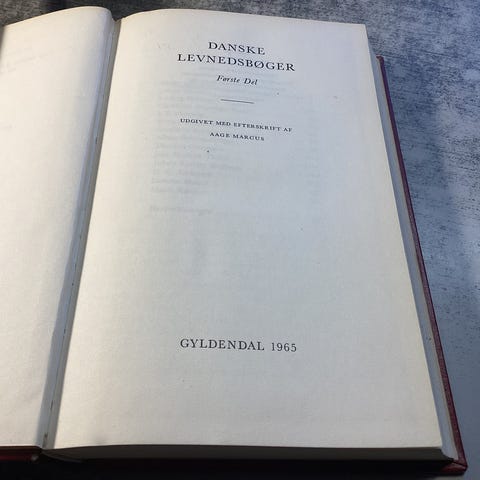 DANSKE
LEVNEDSBØGER
Første Del
UDGIVET MED EFTERSKRIFT AF
AAGE MARCUS
GYLDENDAL 1965